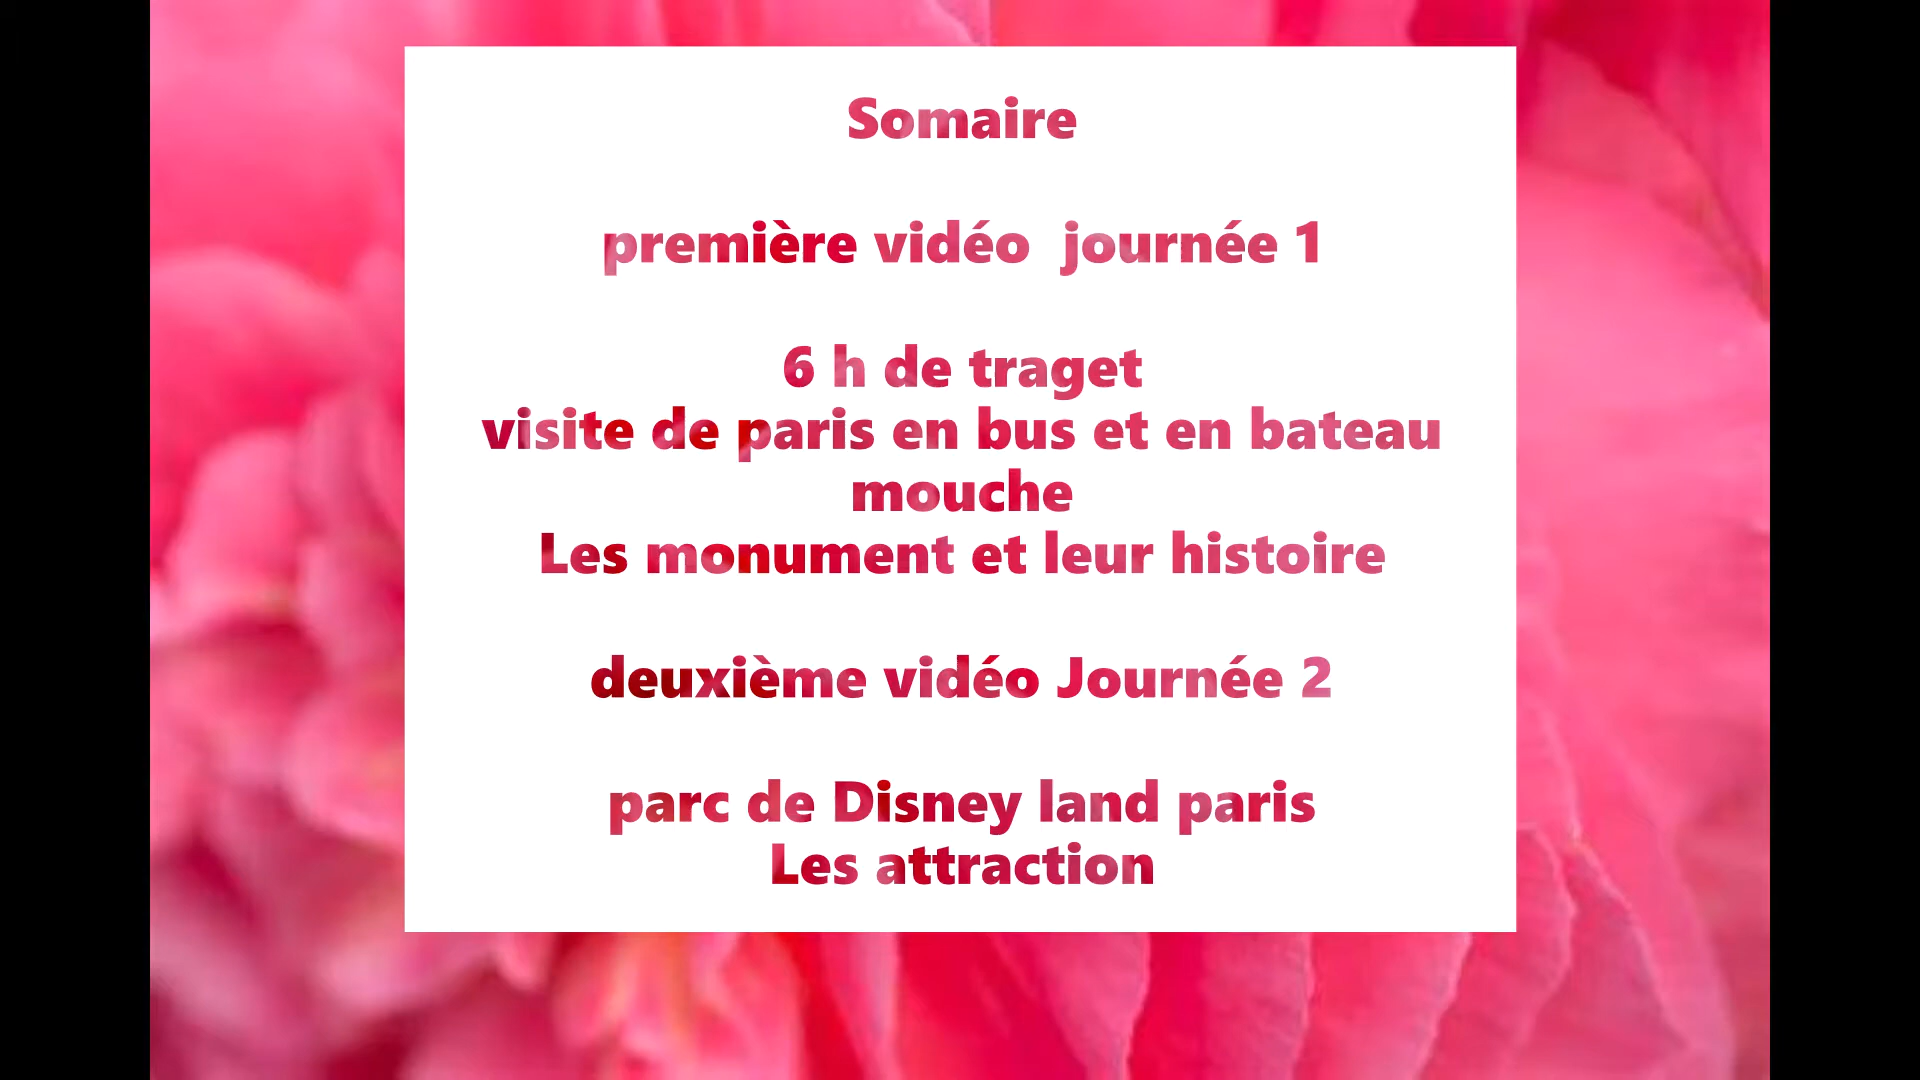 Somaire
première vidéo  journée 1
6 h de traget
visite de paris en bus et en bateau
mouche
Les monument et leur histoire
deuxième vidéo Journée 2
parc de Disney land paris
Les attraction